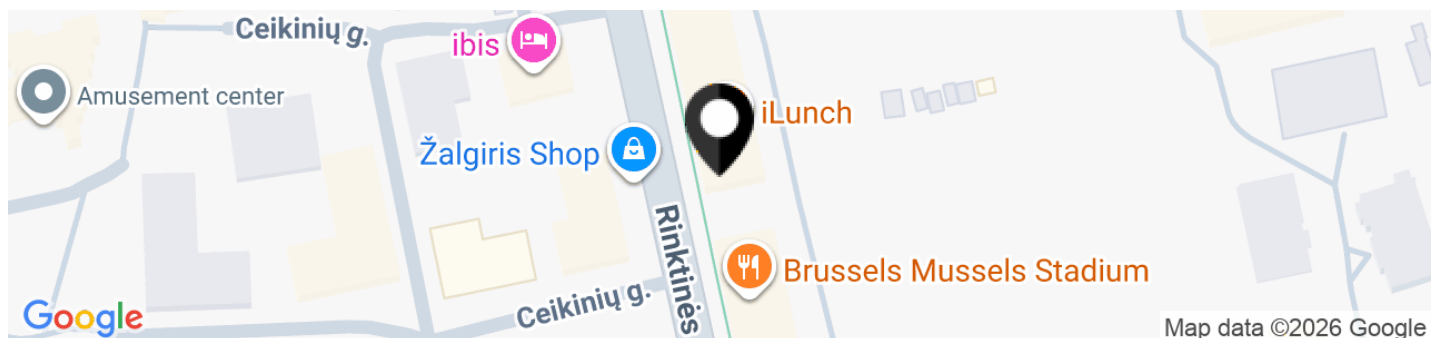 Ceikinių g.
ibis
Amusement center
iLunch
Žalgiris Shop
Rinktinės
Brussels Mussels Stadium
Ceikinių g.
Google
Map data ©2026 Google